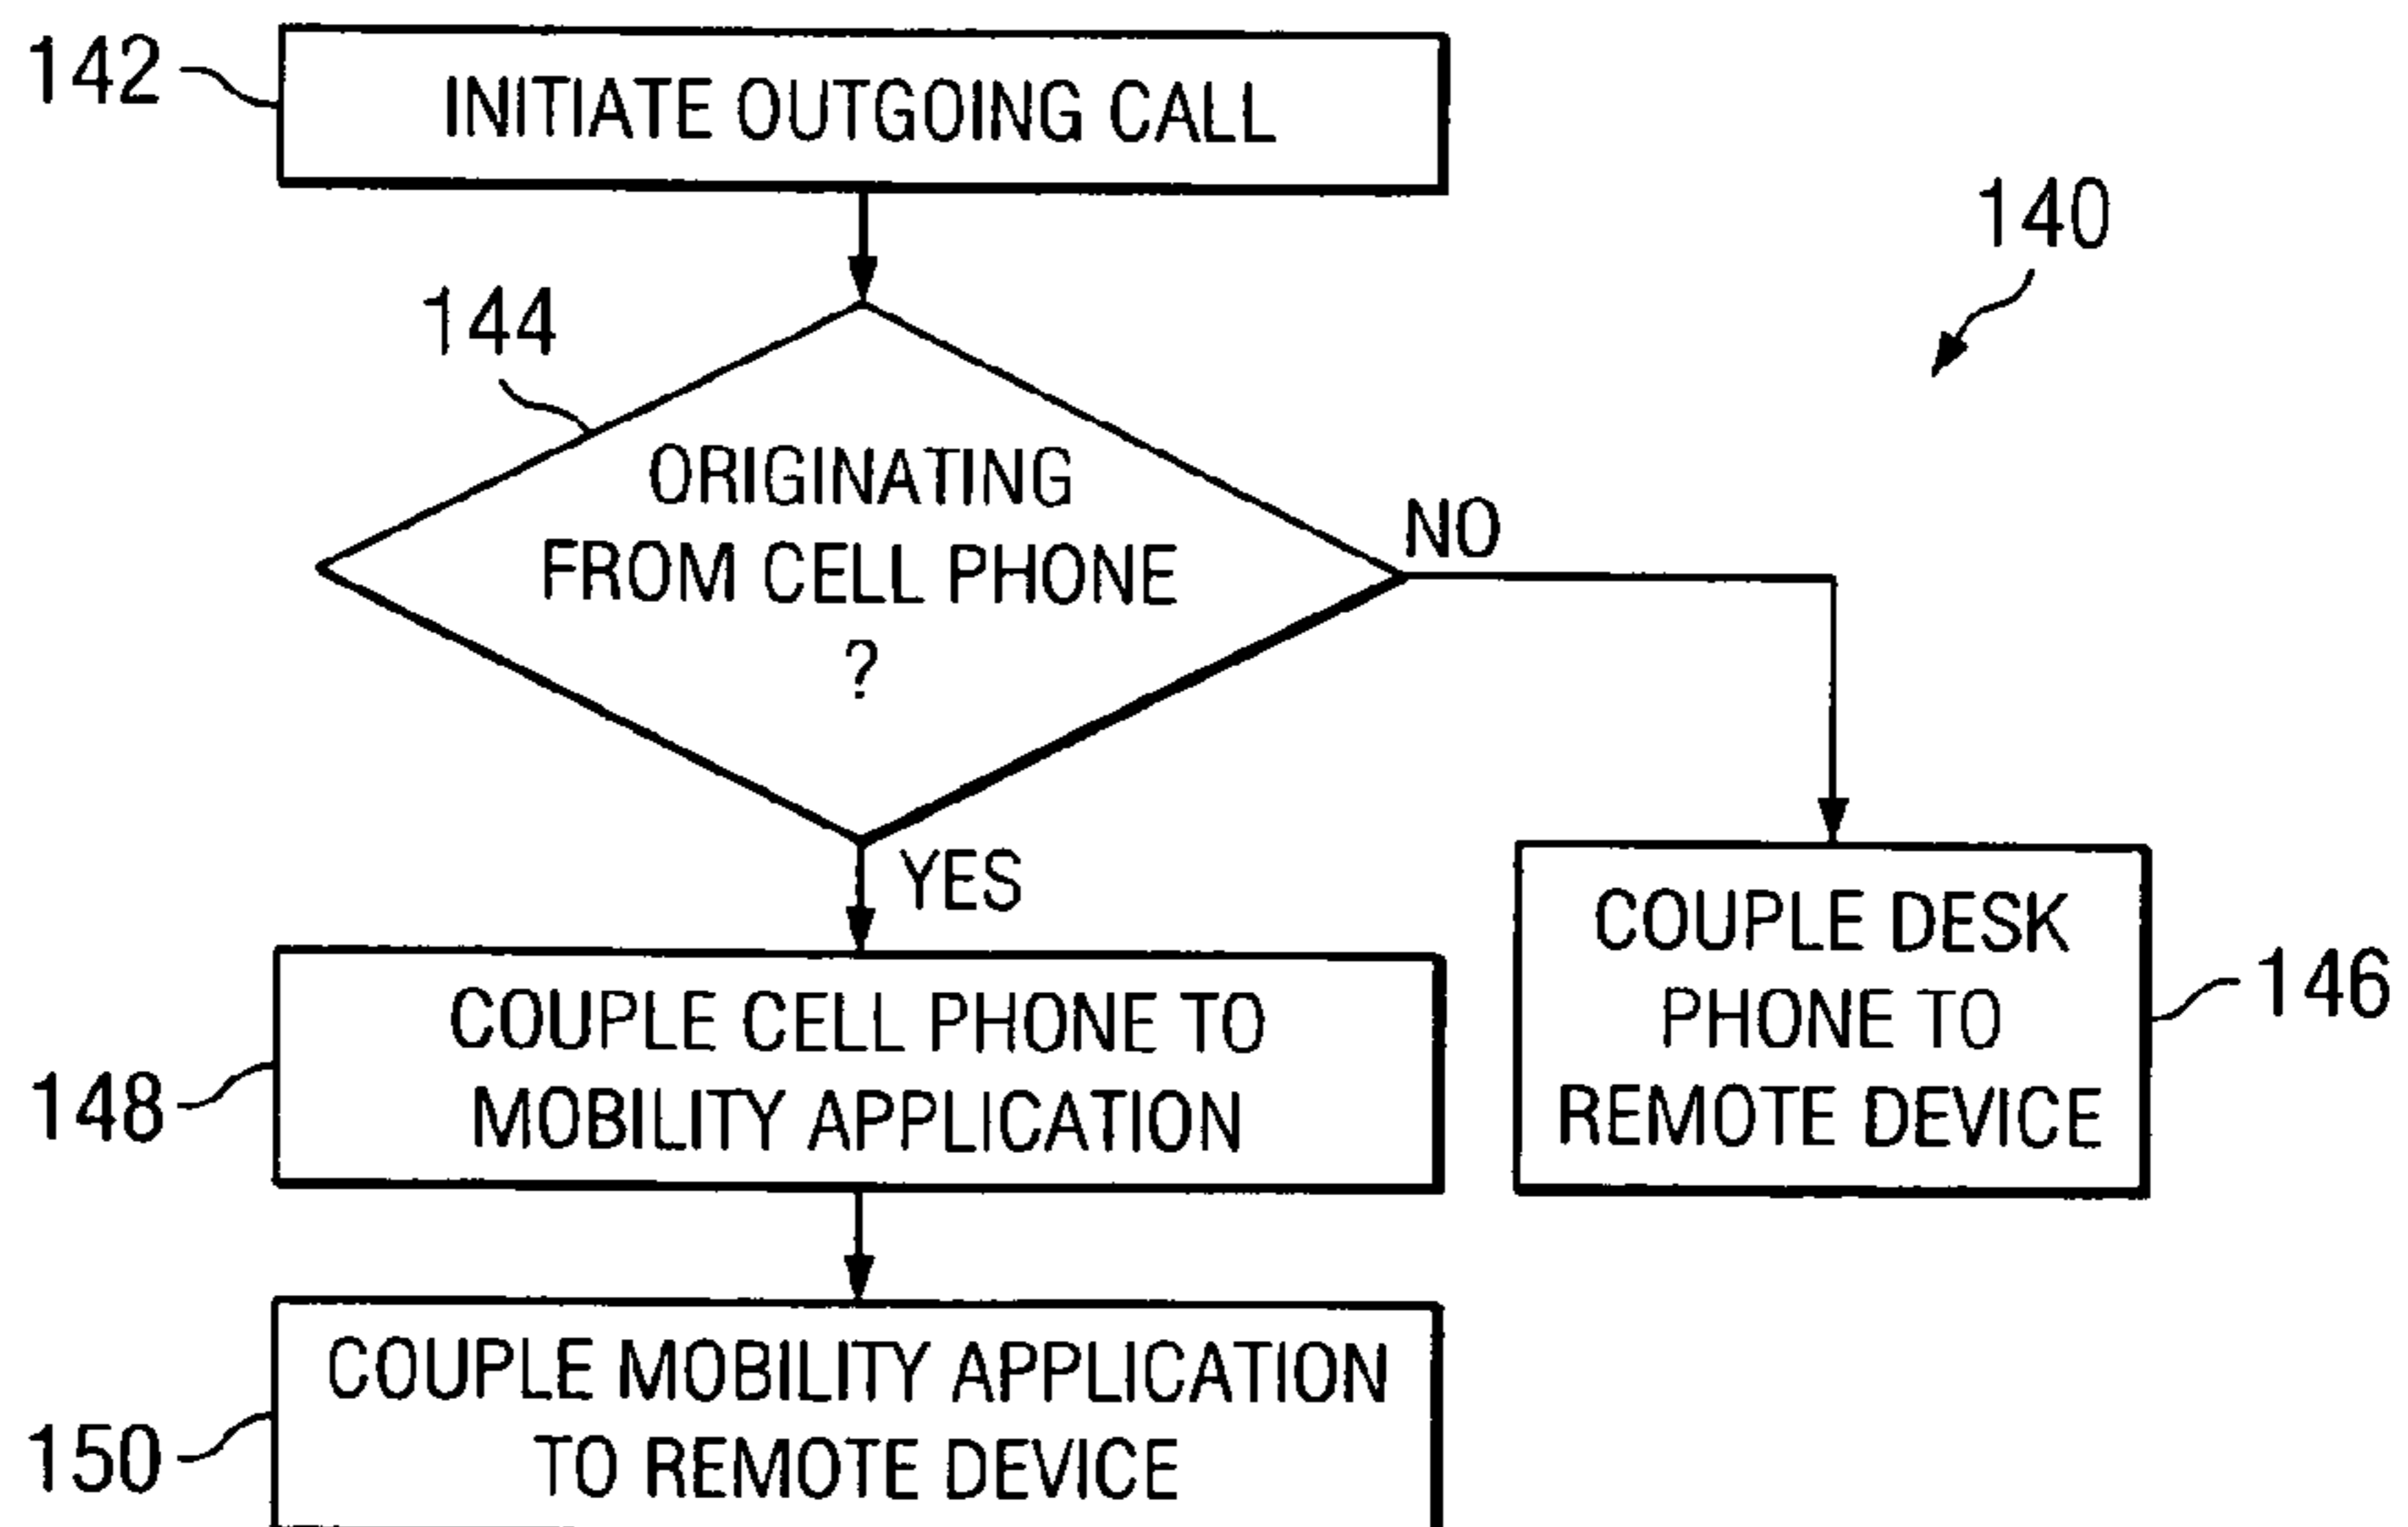 142
INITIATE OUTGOING CALL
140
144
ORIGINATING
FROM CELL PHONE
?
NO
YES
COUPLE DESK
PHONE TO
REMOTE DEVICE
146
148
COUPLE CELL PHONE TO
MOBILITY APPLICATION
150
COUPLE MOBILITY APPLICATION
TO REMOTE DEVICE